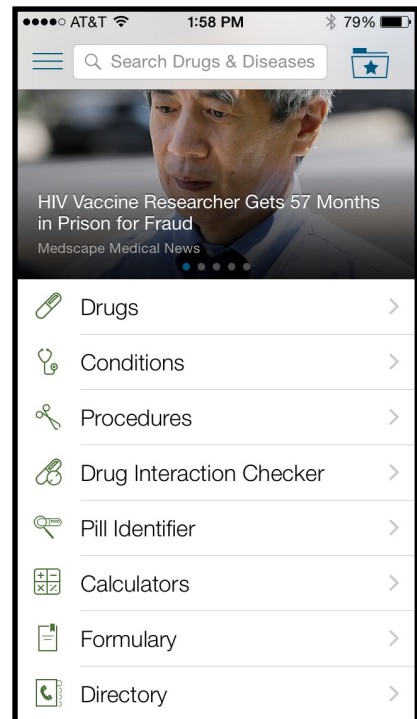 AT&T 1:58 PM 79%
Search Drugs & Diseases
HIV Vaccine Researcher Gets 57 Months
in Prison for Fraud
Medscape Medical News
Drugs
Conditions
Procedures
Drug Interaction Checker
Pill Identifier
Calculators
Formulary
Directory